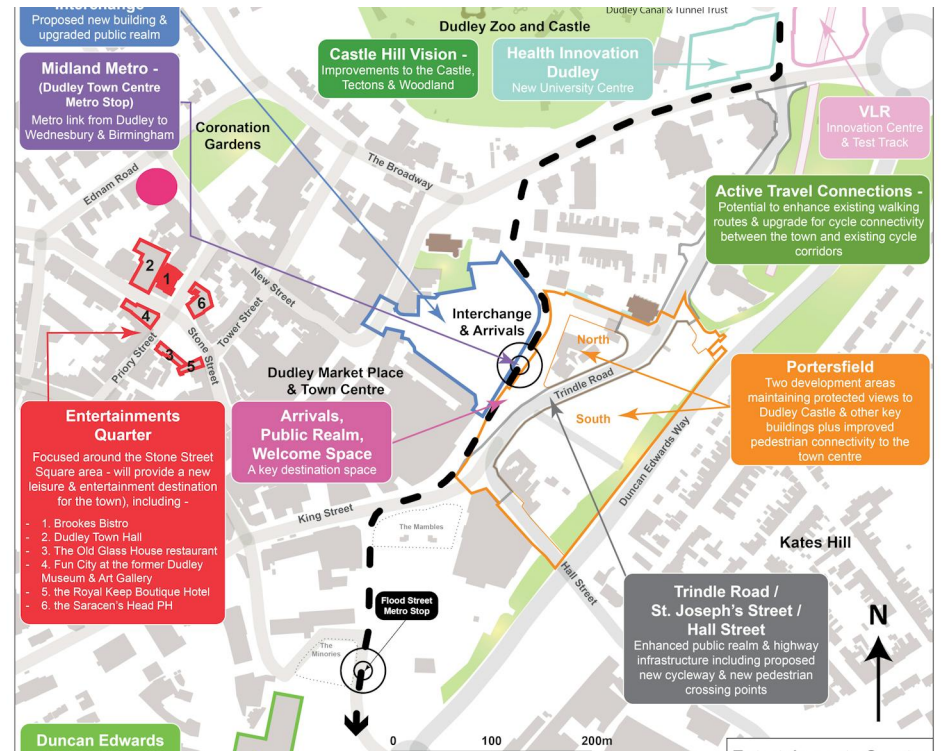 Interchange
Proposed new building &
upgraded public realm
Dudley Canal & Tunnel Trust
Dudley Zoo and Castle
Midland Metro -
(Dudley Town Centre
Metro Stop)
Metro link from Dudley to
Wednesbury & Birmingham
Castle Hill Vision -
Improvements to the Castle,
Tectons & Woodland
Health Innovation
Dudley
New University Centre
VLR
Innovation Centre
& Test Track
Coronation
Gardens
The Broadway
Ednam Road
Active Travel Connections -
Potential to enhance existing walking
routes & upgrade for cycle connectivity
between the town and existing cycle
corridors
2
1
6
4
3
5
New Street
Tower Street
Stone Street
Priory Street
Interchange
& Arrivals
North
Trindle Road
South
Duncan Edwards Way
Dudley Market Place
& Town Centre
Portersfield
Two development areas
maintaining protected views to
Dudley Castle & other key
buildings plus improved
pedestrian connectivity to the
town centre
Entertainments
Quarter
Focused around the Stone Street
Square area - will provide a new
leisure & entertainment destination
for the town), including -
- 1. Brookes Bistro
- 2. Dudley Town Hall
- 3. The Old Glass House restaurant
- 4. Fun City at the former Dudley
Museum & Art Gallery
- 5. the Royal Keep Boutique Hotel
- 6. the Saracen's Head PH
Arrivals,
Public Realm,
Welcome Space
A key destination space
King Street
The Mambles
Hall Street
Kates Hill
Flood Street
Metro Stop
The
Minories
Trindle Road /
St. Joseph's Street /
Hall Street
Enhanced public realm & highway
infrastructure including proposed
new cycleway & new pedestrian
crossing points
N
Duncan Edwards
0 100 200m